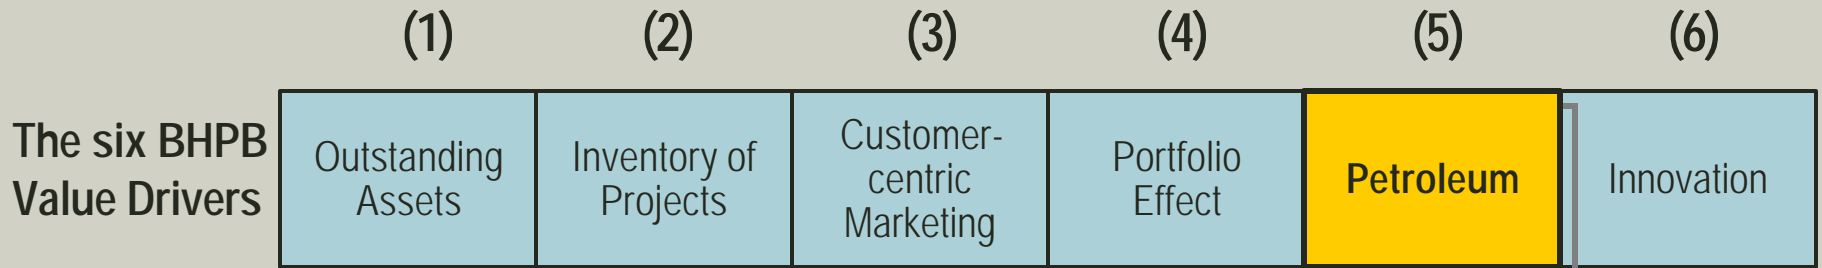 (1) (2) (3) (4) (5) (6)
The six BHPB
Value Drivers
Outstanding
Assets
Inventory of
Projects
Customer-
centric
Marketing
Portfolio
Effect
Petroleum
Innovation